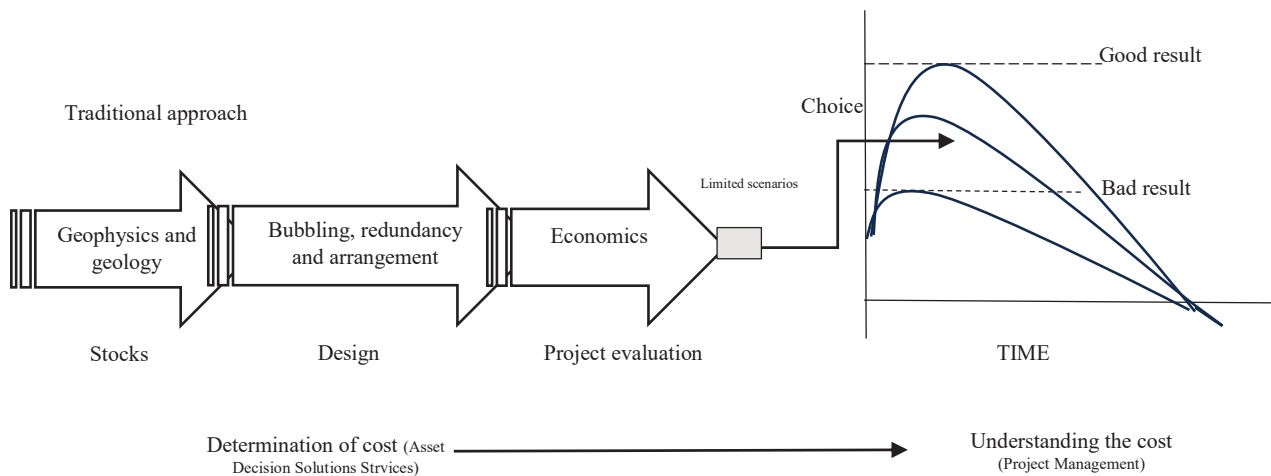 Traditional approach
Geophysics and
geology
Bubbling, redundancy
and arrangement
Economics
Limited scenarios
Choice
Good result
Bad result
Stocks
Design
Project evaluation
TIME
Determination of cost (Asset
Decision Solutions Strvices)
Understanding the cost
(Project Management)